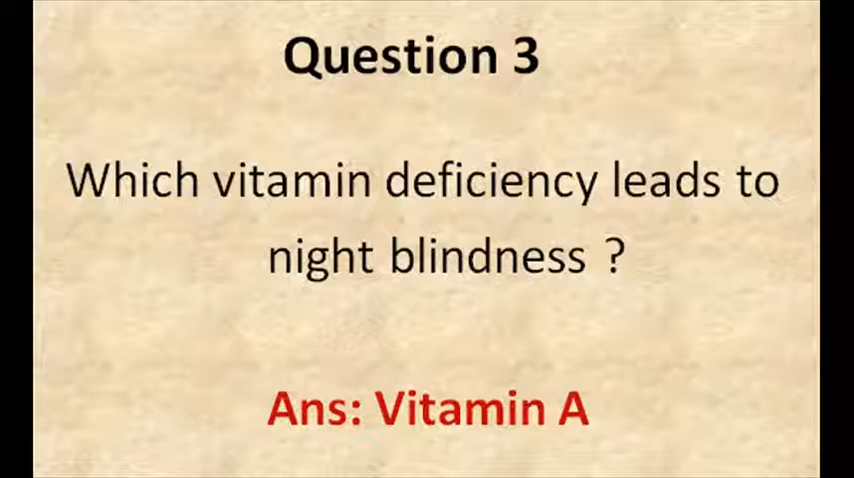 Question 3
Which vitamin deficiency leads to
night blindness ?
Ans: Vitamin A